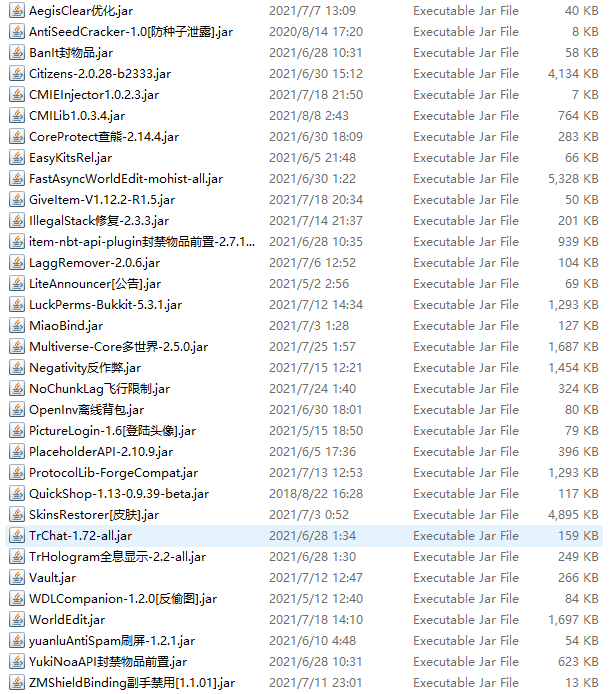 AegisClear优化.jar 2021/7/7 13:09 Executable Jar File 40 KB
AntiSeedCracker-1.0[防种子泄露].jar 2020/8/14 17:20 Executable Jar File 8 KB
BanIt封物品.jar 2021/6/28 10:31 Executable Jar File 58 KB
Citizens-2.0.28-b2333.jar 2021/6/30 15:12 Executable Jar File 4,134 KB
CMIEInjector1.0.2.3.jar 2021/7/18 21:50 Executable Jar File 7 KB
CMILib1.0.3.4.jar 2021/8/8 2:43 Executable Jar File 764 KB
CoreProtect查熊-2.14.4.jar 2021/6/30 18:09 Executable Jar File 283 KB
EasyKitsRel.jar 2021/6/5 21:48 Executable Jar File 66 KB
FastAsyncWorldEdit-mohist-all.jar 2021/6/30 1:22 Executable Jar File 5,328 KB
GiveItem-V1.12.2-R1.5.jar 2021/7/18 20:34 Executable Jar File 50 KB
IllegalStack修复-2.3.3.jar 2021/7/14 21:37 Executable Jar File 201 KB
item-nbt-api-plugin封禁物品前置-2.7.1... 2021/6/28 10:35 Executable Jar File 939 KB
LaggRemover-2.0.6.jar 2021/7/6 12:52 Executable Jar File 104 KB
LiteAnnouncer[公告].jar 2021/5/2 2:56 Executable Jar File 69 KB
LuckPerms-Bukkit-5.3.1.jar 2021/7/12 14:34 Executable Jar File 1,293 KB
MiaoBind.jar 2021/7/3 1:28 Executable Jar File 127 KB
Multiverse-Core多世界-2.5.0.jar 2021/7/25 1:57 Executable Jar File 1,687 KB
Negativity反作弊.jar 2021/7/15 12:21 Executable Jar File 1,454 KB
NoChunkLag飞行限制.jar 2021/7/24 1:40 Executable Jar File 324 KB
OpenInv离线背包.jar 2021/6/30 18:01 Executable Jar File 80 KB
PictureLogin-1.6[登陆头像].jar 2021/5/15 18:50 Executable Jar File 79 KB
PlaceholderAPI-2.10.9.jar 2021/6/5 17:36 Executable Jar File 396 KB
ProtocolLib-ForgeCompat.jar 2021/7/13 12:53 Executable Jar File 1,293 KB
QuickShop-1.13-0.9.39-beta.jar 2018/8/22 16:28 Executable Jar File 117 KB
SkinsRestorer[皮肤].jar 2021/7/3 0:52 Executable Jar File 4,895 KB
TrChat-1.72-all.jar 2021/6/28 1:34 Executable Jar File 159 KB
TrHologram全息显示-2.2-all.jar 2021/6/28 1:30 Executable Jar File 249 KB
Vault.jar 2021/7/12 12:47 Executable Jar File 266 KB
WDLCompanion-1.2.0[反偷图].jar 2021/5/12 12:40 Executable Jar File 84 KB
WorldEdit.jar 2021/7/18 14:10 Executable Jar File 1,697 KB
yuanluAntiSpam刷屏-1.2.1.jar 2021/6/10 4:48 Executable Jar File 54 KB
YukiNoaAPI封禁物品前置.jar 2021/6/28 10:31 Executable Jar File 623 KB
ZMShieldBinding副手禁用[1.1.01].jar 2021/7/11 23:01 Executable Jar File 13 KB